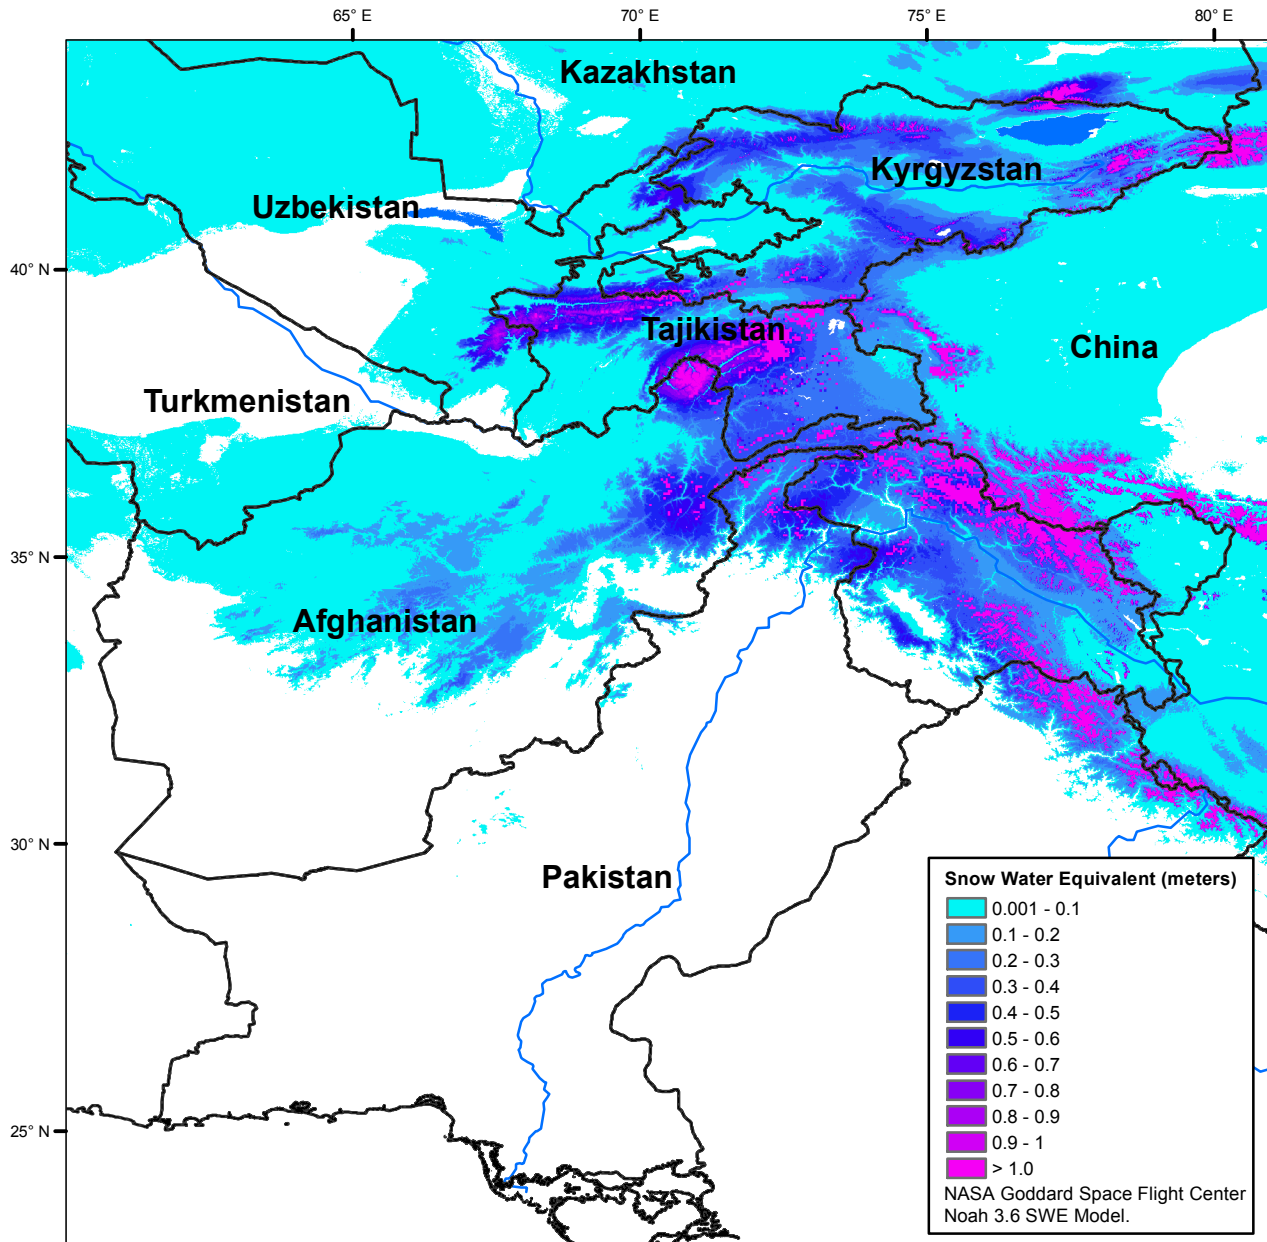 65° E 70° E 75° E 80° E
Kazakhstan
Kyrgyzstan
Uzbekistan
40° N
Tajikistan
China
Turkmenistan
35° N
Afghanistan
30° N
Pakistan
25° N
Snow Water Equivalent (meters)
0.001 - 0.1
0.1 - 0.2
0.2 - 0.3
0.3 - 0.4
0.4 - 0.5
0.5 - 0.6
0.6 - 0.7
0.7 - 0.8
0.8 - 0.9
0.9 - 1
> 1.0
NASA Goddard Space Flight Center
Noah 3.6 SWE Model.